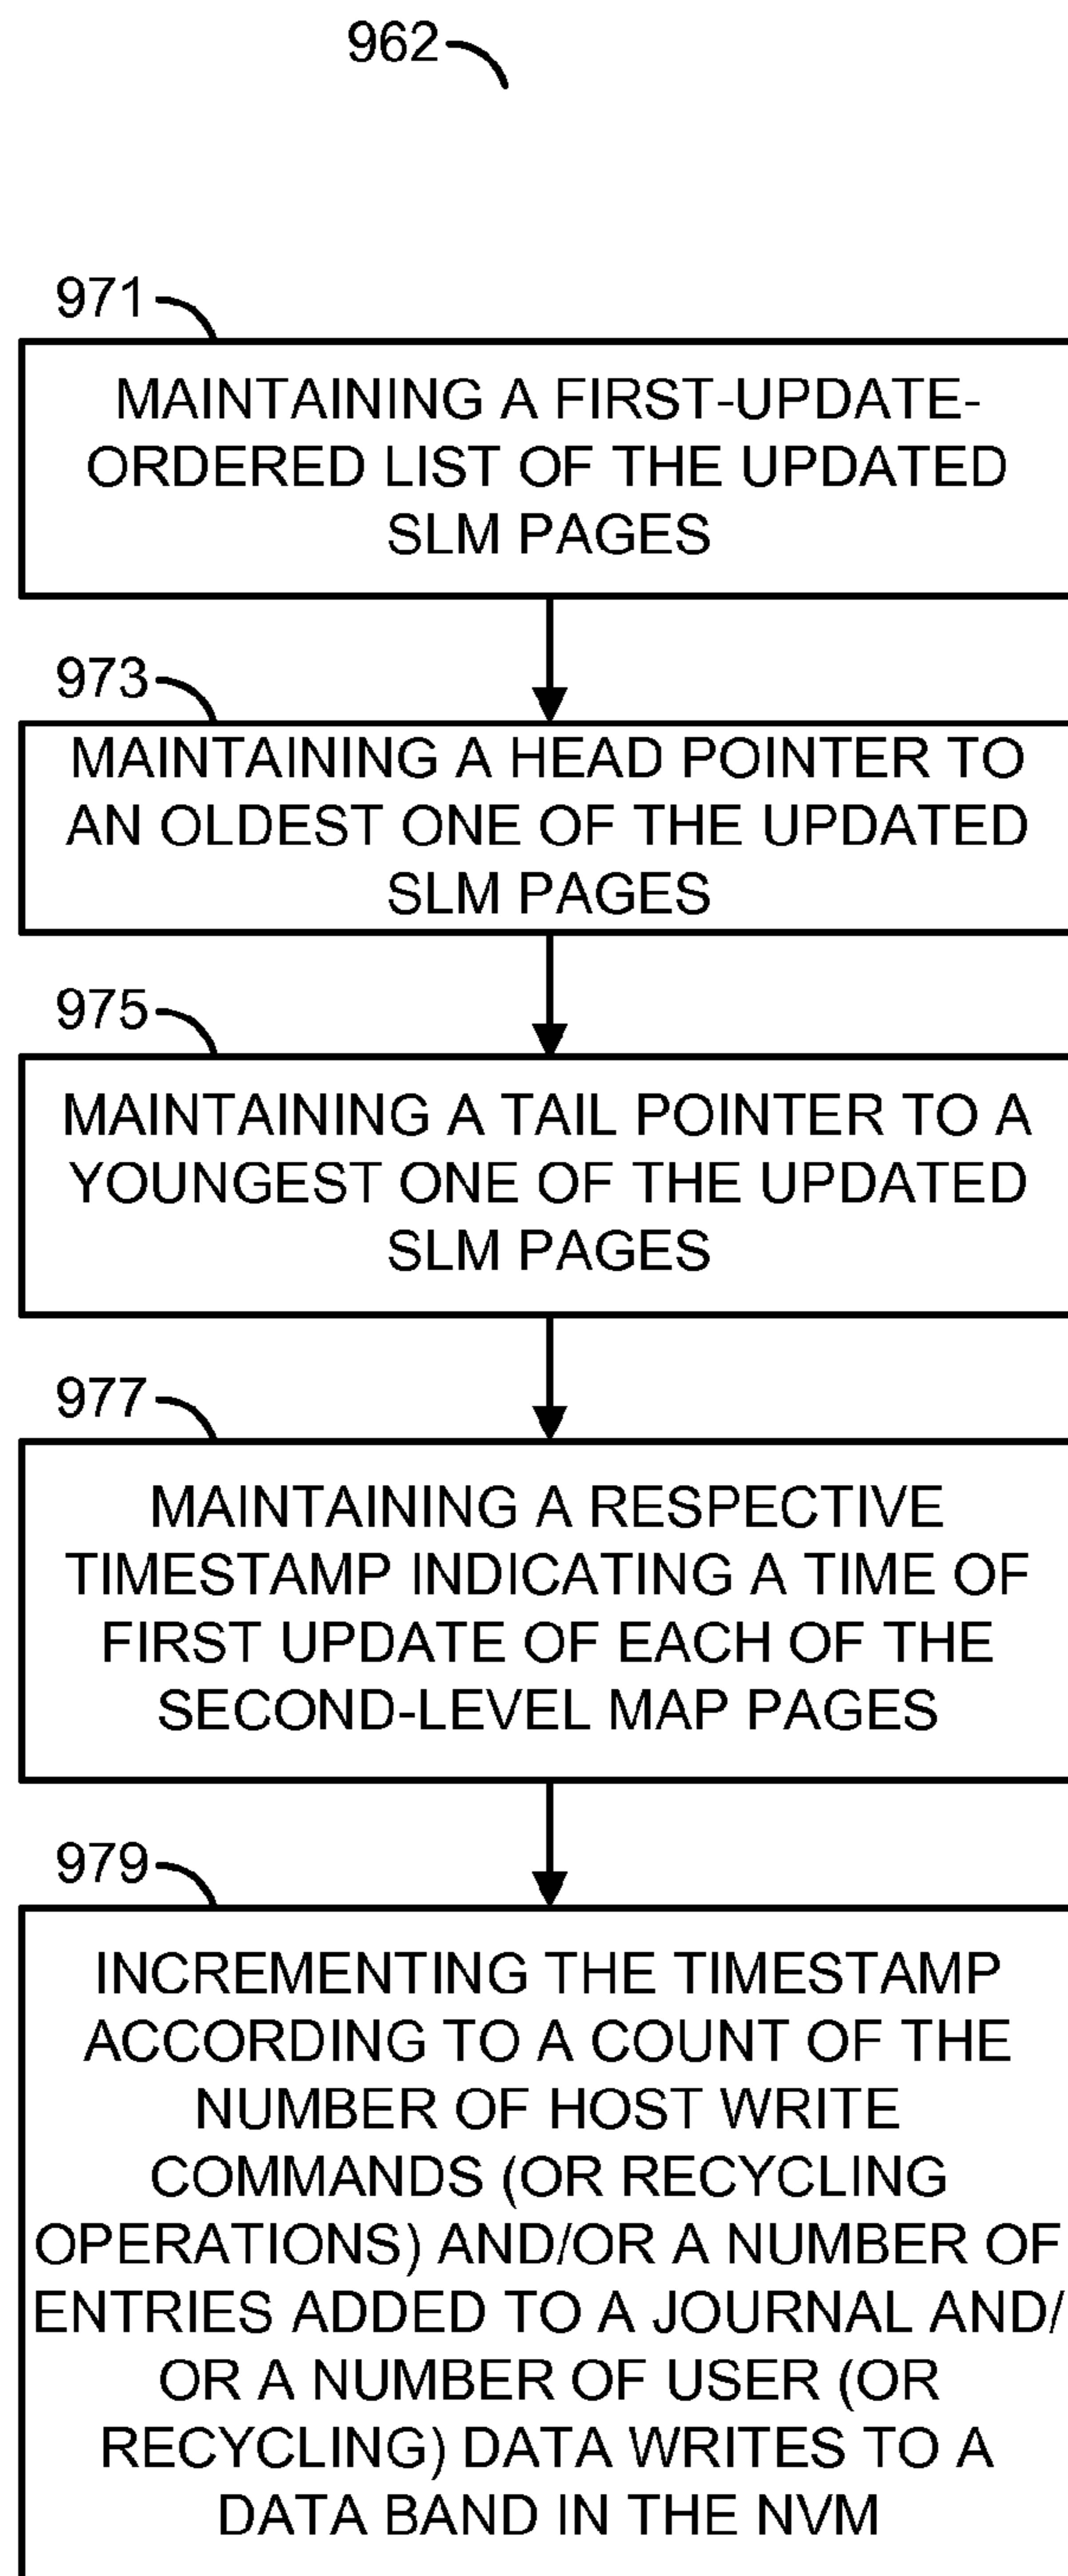 962
971
MAINTAINING A FIRST-UPDATE-
ORDERED LIST OF THE UPDATED
SLM PAGES
973
MAINTAINING A HEAD POINTER TO
AN OLDEST ONE OF THE UPDATED
SLM PAGES
975
MAINTAINING A TAIL POINTER TO A
YOUNGEST ONE OF THE UPDATED
SLM PAGES
977
MAINTAINING A RESPECTIVE
TIMESTAMP INDICATING A TIME OF
FIRST UPDATE OF EACH OF THE
SECOND-LEVEL MAP PAGES
979
INCREMENTING THE TIMESTAMP
ACCORDING TO A COUNT OF THE
NUMBER OF HOST WRITE
COMMANDS (OR RECYCLING
OPERATIONS) AND/OR A NUMBER OF
ENTRIES ADDED TO A JOURNAL AND/
OR A NUMBER OF USER (OR
RECYCLING) DATA WRITES TO A
DATA BAND IN THE NVM